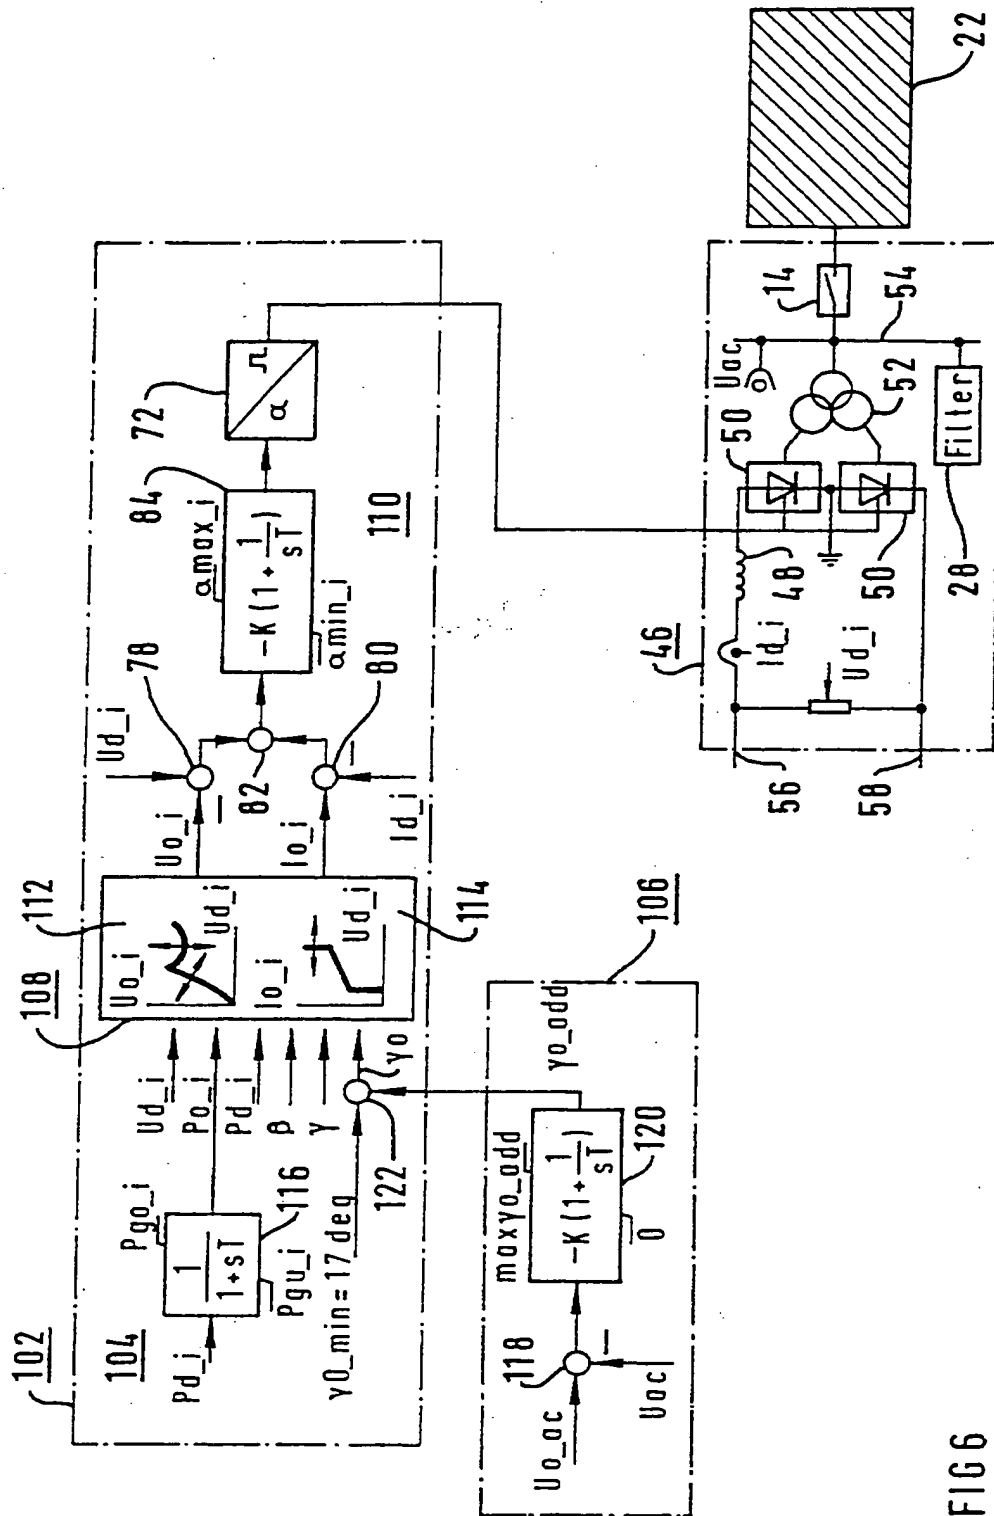 102
104
Pd_i
1
1+sT
Pgo_i
Pgu_i
116
γ0_min = 17 deg
122
γo
Ud_i
Po_i
Pd_i
β
γ
108
112
Uo_i
Ud_i
Io_i
Ud_i
114
Uo_i
Io_i
Ud_i
78
–
82
80
–
Id_i
αmax_i
84
-K (1 + 1/sT)
αmin_i
110
72
α
106
γo_add
maxγo_add
-K (1 + 1/sT)
0
120
118
–
Uo_ac
Uac
46
56
58
Id_i
Ud_i
48
50
50
Uac
52
14
54
Filter
28
22
FIG 6